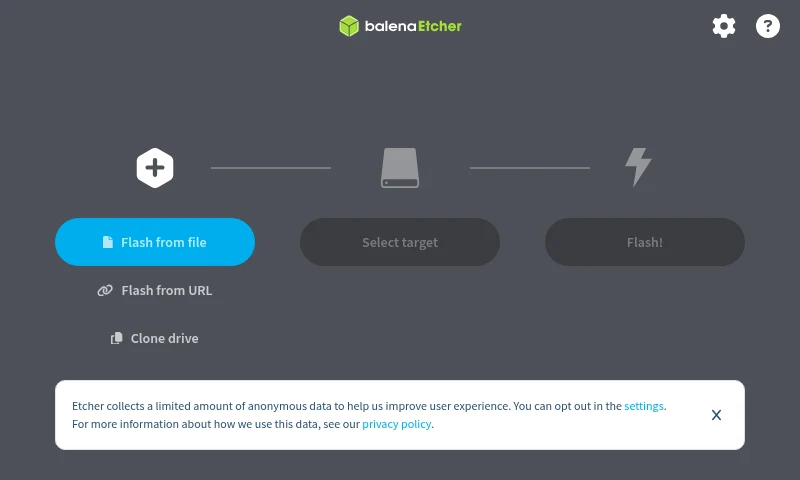 balenaEtcher
?
Flash from file
Select target
Flash!
Flash from URL
Clone drive
Etcher collects a limited amount of anonymous data to help us improve user experience. You can opt out in the settings.
For more information about how we use this data, see our privacy policy.